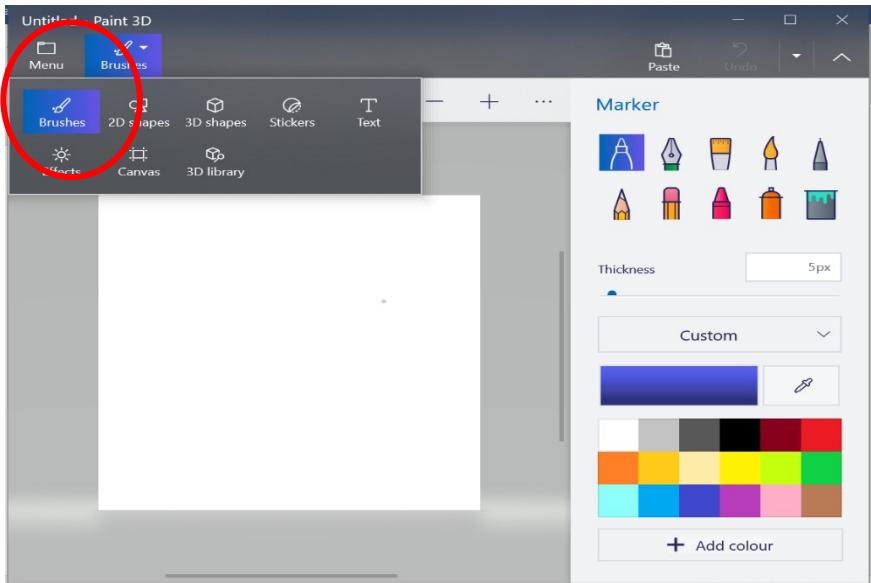 Untitled - Paint 3D
Menu Brushes Paste Undo
Brushes 2D shapes 3D shapes Stickers Text
Effects Canvas 3D library
Marker
Thickness 5px
Custom
Add colour